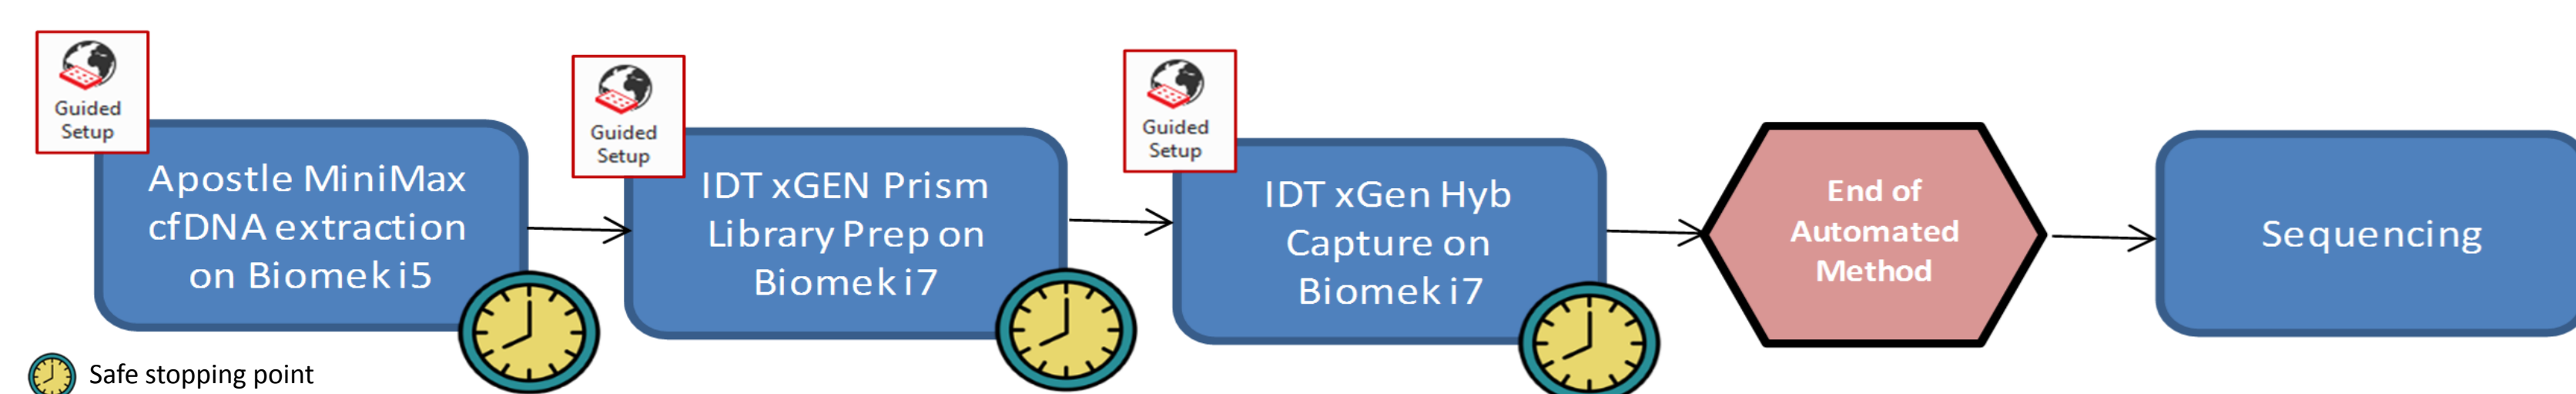 Guided
Setup
Apostle MiniMax
cfDNA extraction
on Biomek i5
Guided
Setup
IDT xGEN Prism
Library Prep on
Biomek i7
Guided
Setup
IDT xGen Hyb
Capture on
Biomek i7
End of
Automated
Method
Sequencing
Safe stopping point